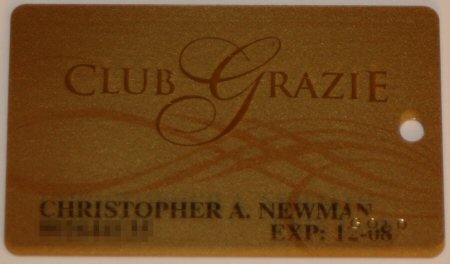 CLUB GRAZIE
CHRISTOPHER A. NEWMAN
EXP: 12-08